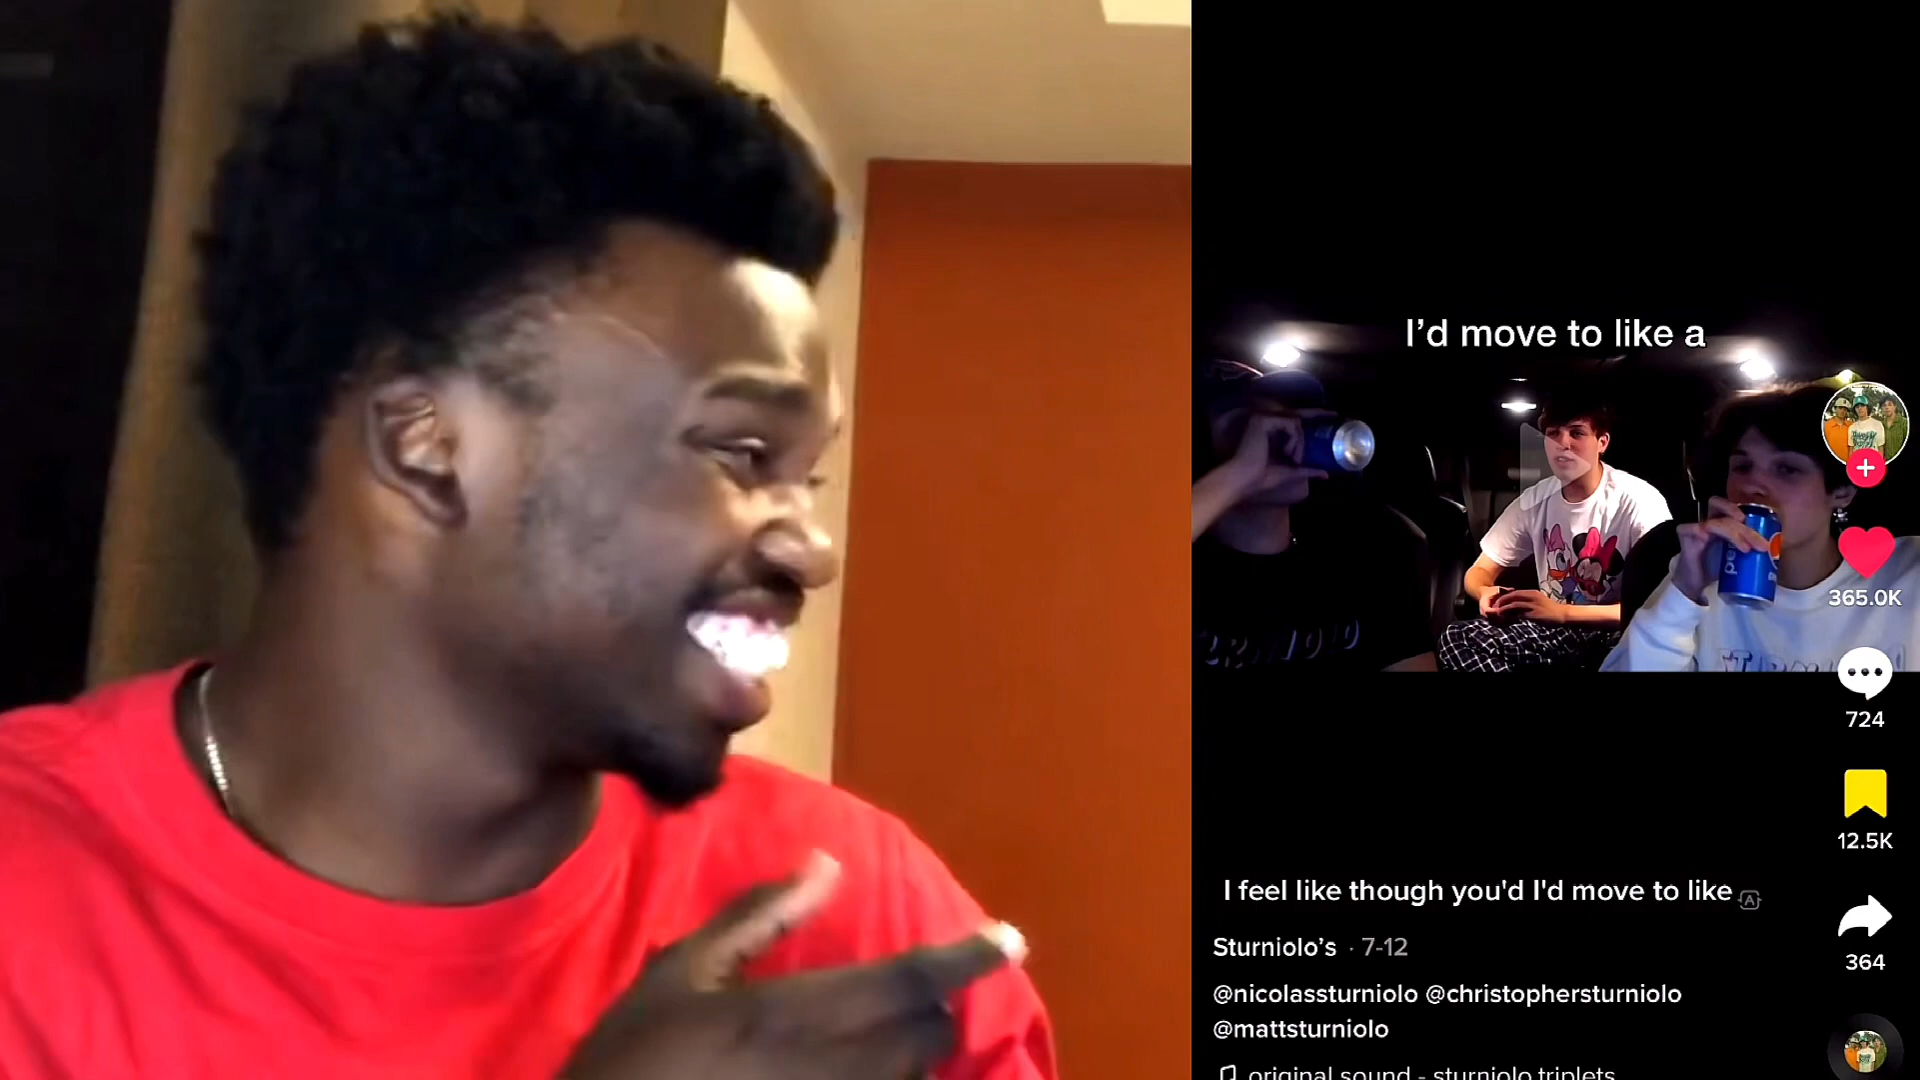 I’d move to like a
365.0K
724
12.5K
I feel like though you'd I'd move to like
A
Sturniolo’s · 7-12
364
@nicolassturniolo @christophersturniolo
@mattsturniolo
original sound - sturniolo triplets